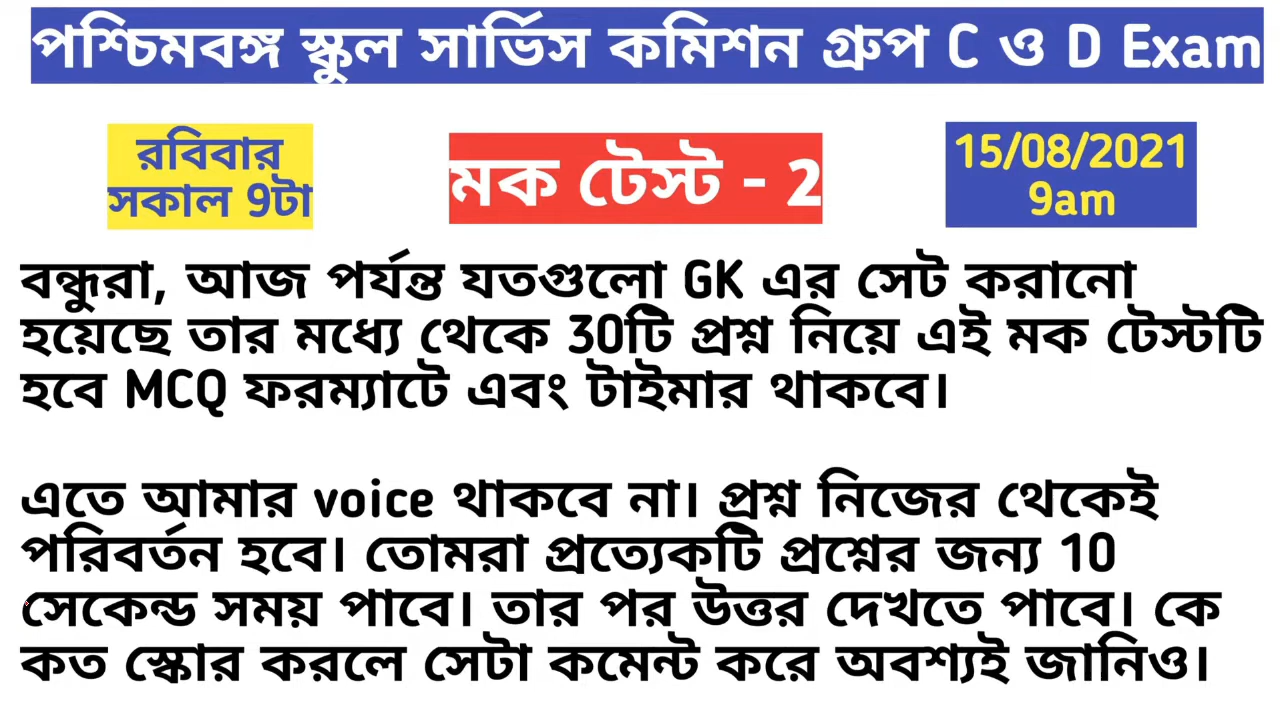 পশ্চিমবঙ্গ স্কুল সার্ভিস কমিশন গ্রুপ C ও D Exam
রবিবার
সকাল 9টা
মক টেস্ট - 2
15/08/2021
9am
বন্ধুরা, আজ পর্যন্ত যতগুলো GK এর সেট করানো
হয়েছে তার মধ্যে থেকে 30টি প্রশ্ন নিয়ে এই মক টেস্টটি
হবে MCQ ফরম্যাটে এবং টাইমার থাকবে।
এতে আমার voice থাকবে না। প্রশ্ন নিজের থেকেই
পরিবর্তন হবে। তোমরা প্রত্যেকটি প্রশ্নের জন্য 10
সেকেন্ড সময় পাবে। তার পর উত্তর দেখতে পাবে। কে
কত স্কোর করলে সেটা কমেন্ট করে অবশ্যই জানিও।